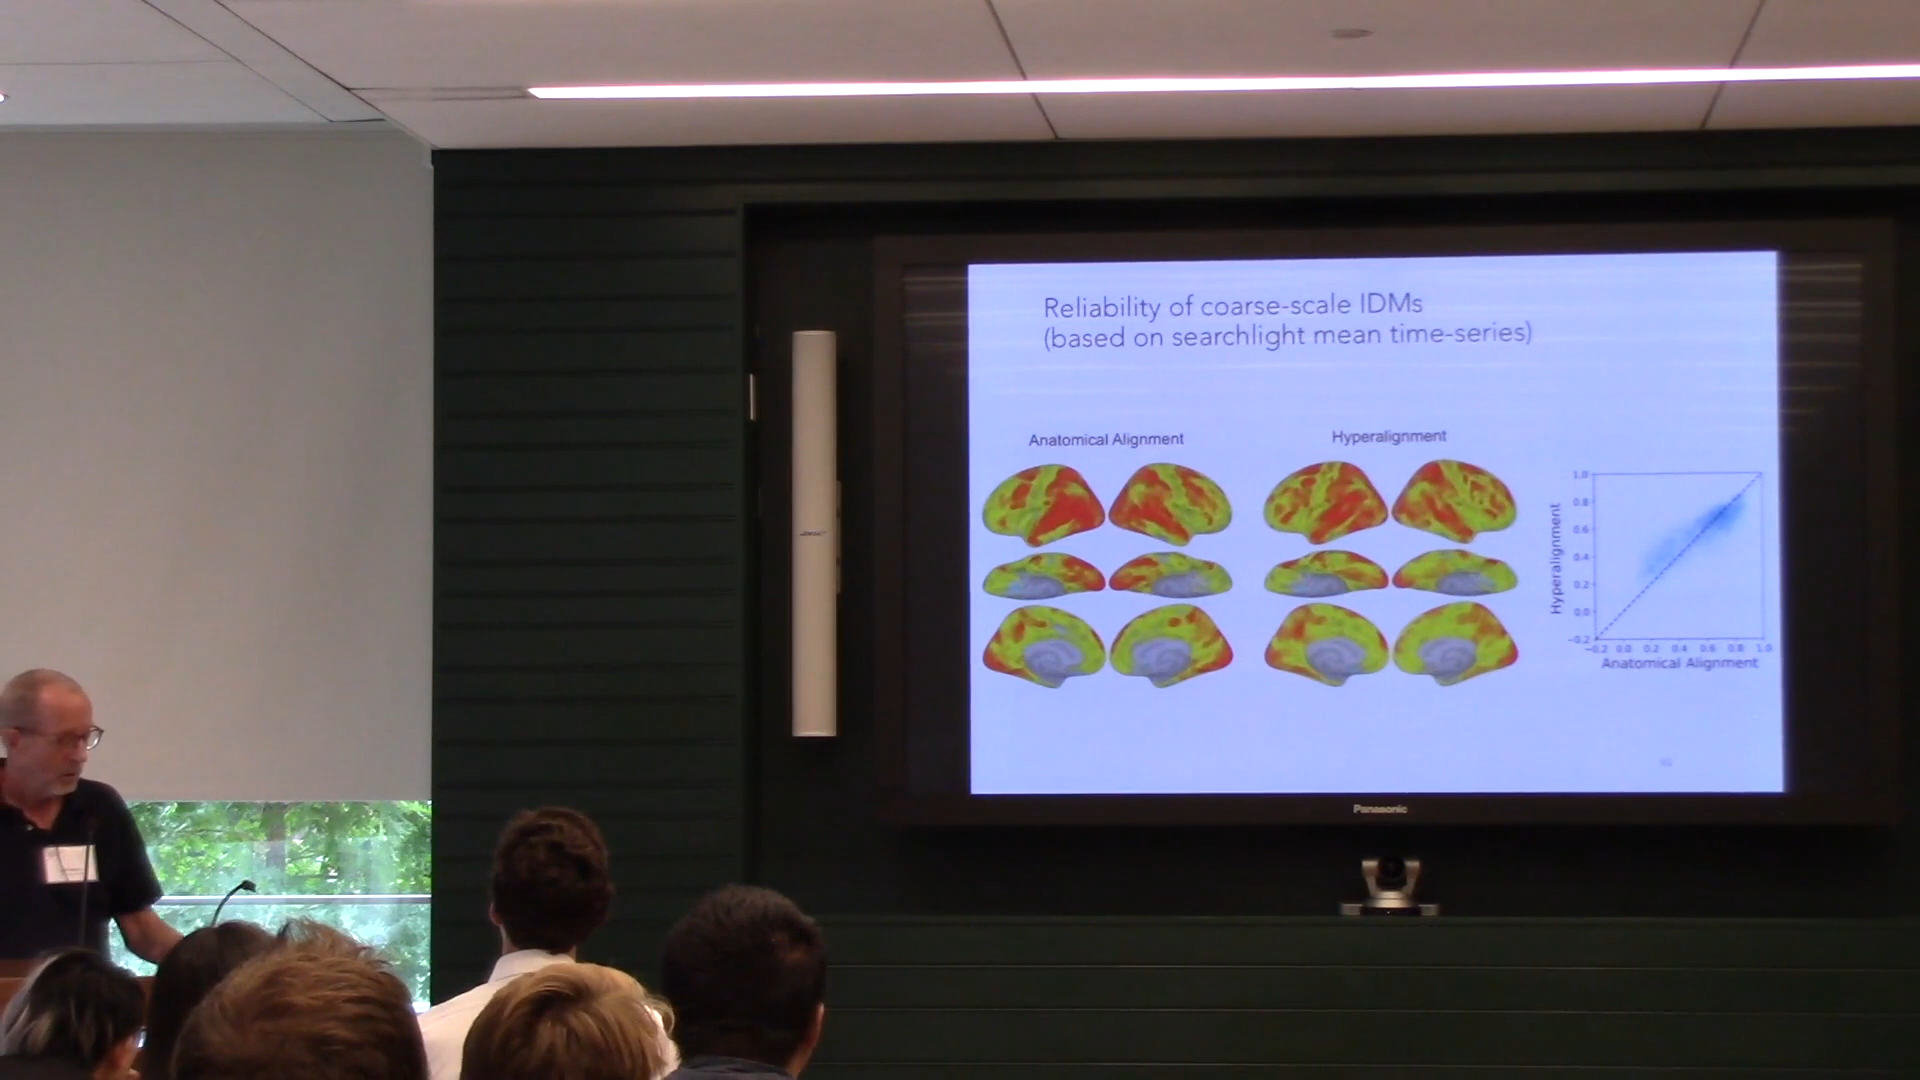 Reliability of coarse-scale IDMs
(based on searchlight mean time-series)
Anatomical Alignment
Hyperalignment
1.0
0.8
0.6
0.4
0.2
0.0
−0.2
Hyperalignment
−0.2 0.0 0.2 0.4 0.6 0.8 1.0
Anatomical Alignment
Panasonic
BOSE